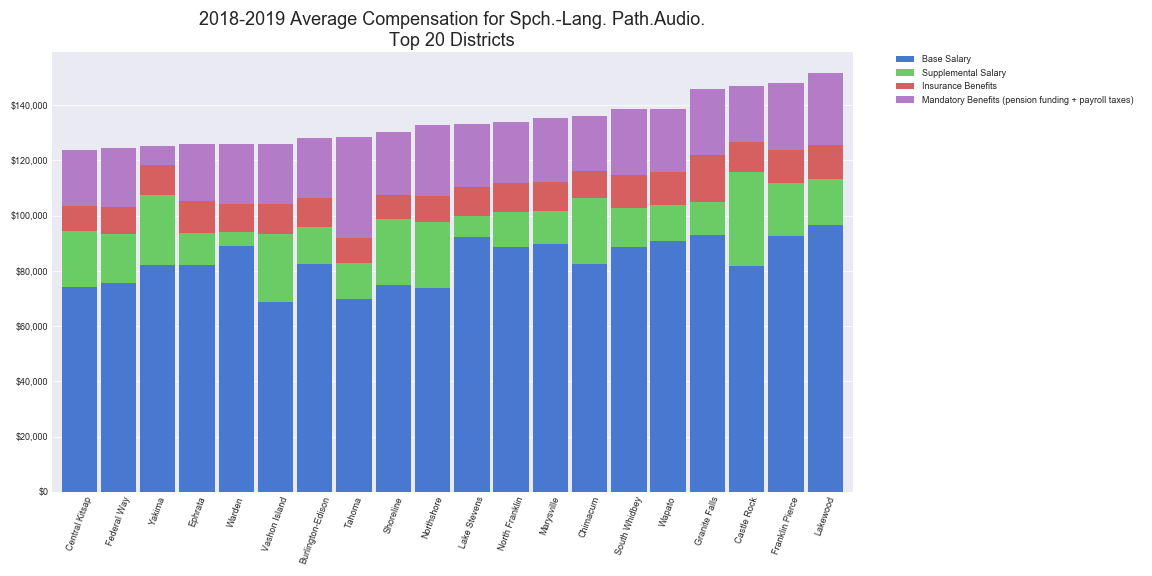 2018-2019 Average Compensation for Spch.-Lang. Path.Audio.
Top 20 Districts
Base Salary
Supplemental Salary
Insurance Benefits
Mandatory Benefits (pension funding + payroll taxes)
$140,000
$120,000
$100,000
$80,000
$60,000
$40,000
$20,000
$0
Central Kitsap
Federal Way
Yakima
Ephrata
Warden
Vashon Island
Burlington-Edison
Tahoma
Shoreline
Northshore
Lake Stevens
North Franklin
Marysville
Chimacum
South Whidbey
Wapato
Granite Falls
Castle Rock
Franklin Pierce
Lakewood